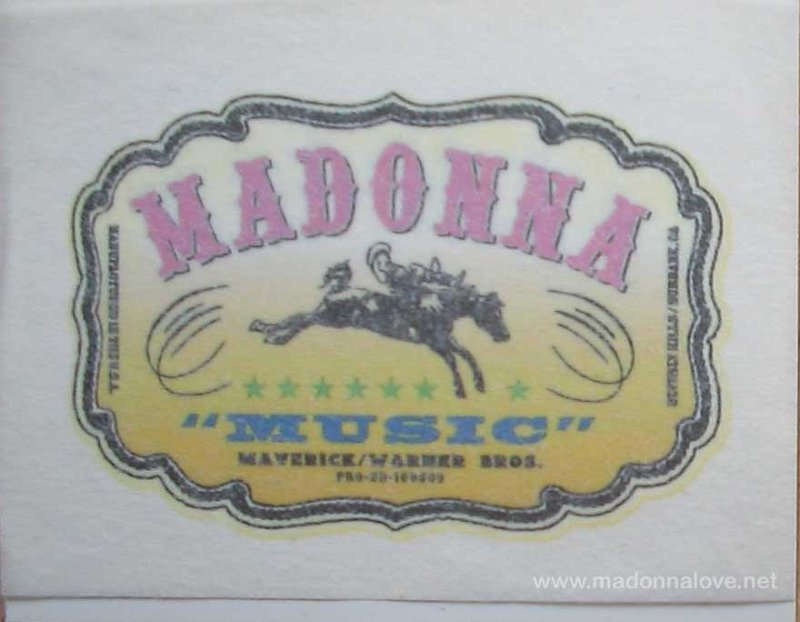 MADONNA
"MUSIC"
MAVERICK/WARNER BROS.
www.madonnalove.net